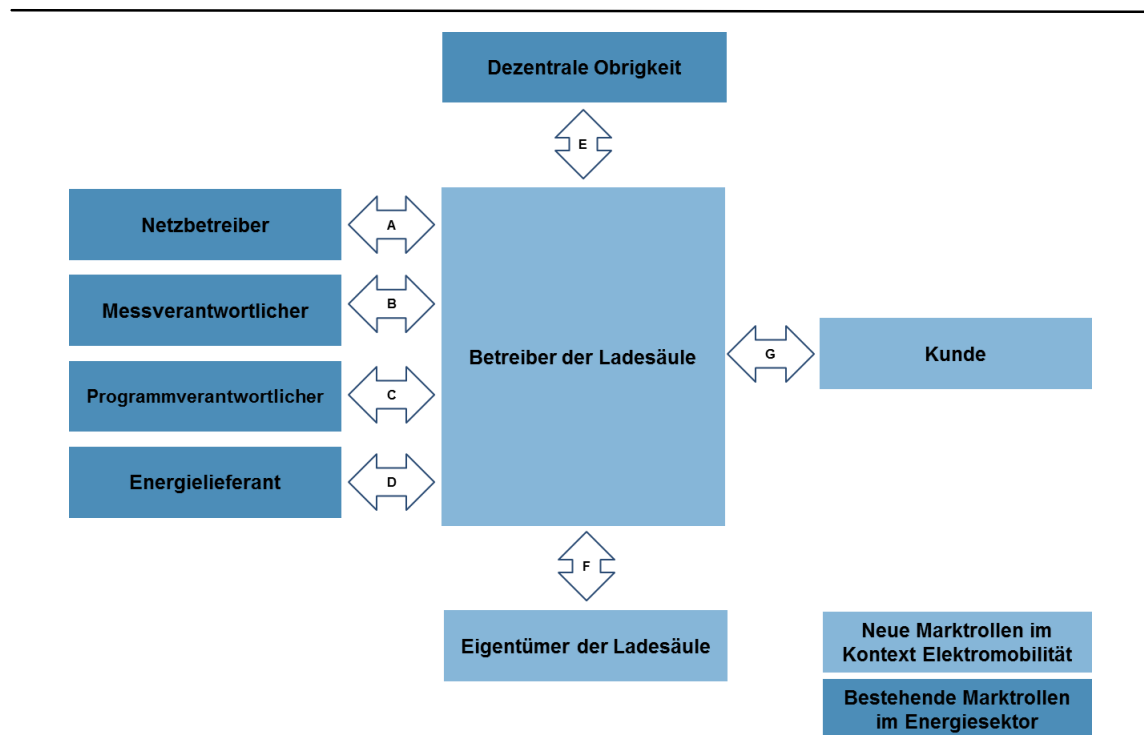 Dezentrale Obrigkeit
E
Netzbetreiber
A
Messverantwortlicher
B
Betreiber der Ladesäule
G
Kunde
Programmverantwortlicher
C
Energielieferant
D
F
Eigentümer der Ladesäule
Neue Marktrollen im
Kontext Elektromobilität
Bestehende Marktrollen
im Energiesektor